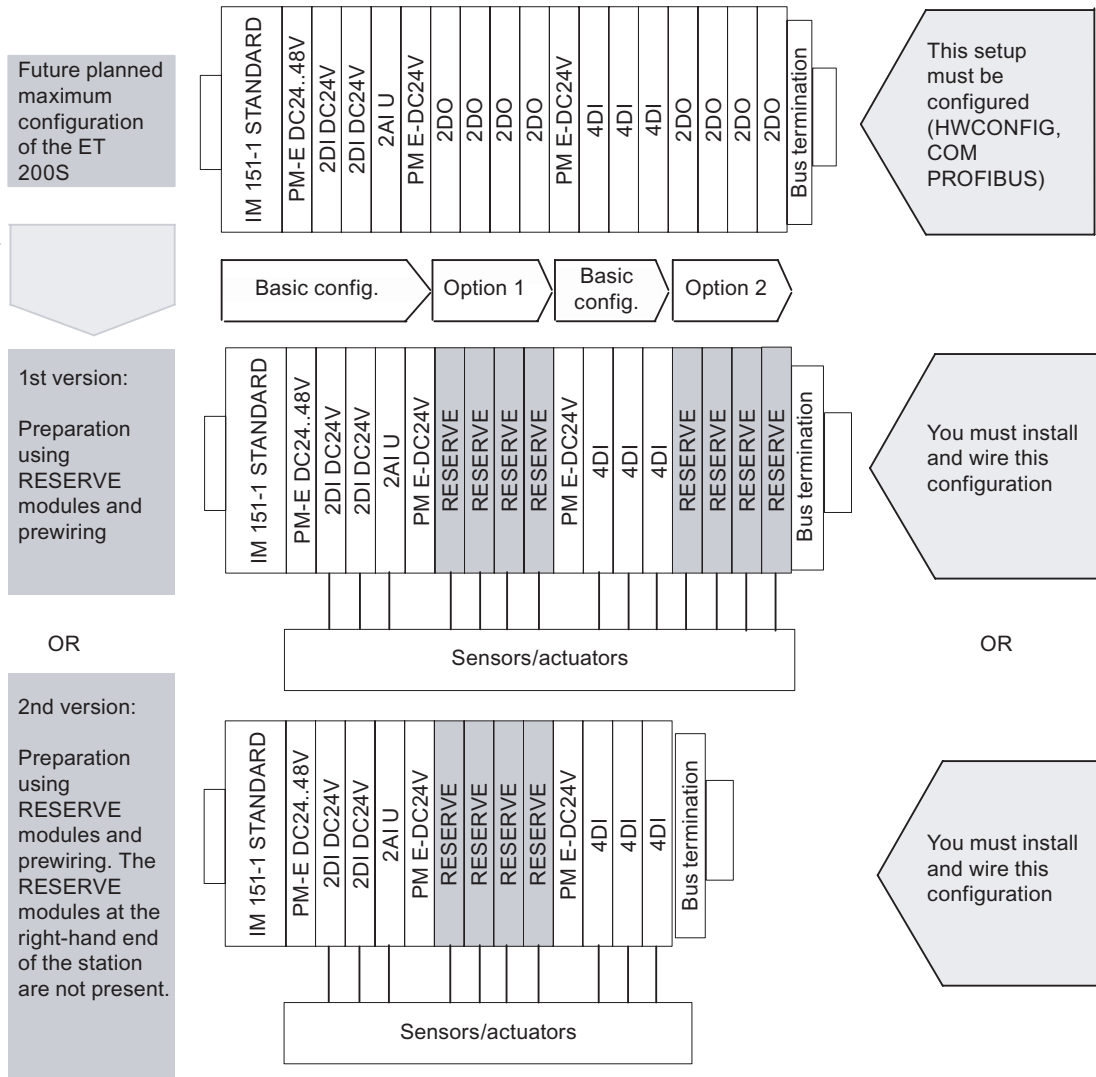 Future planned
maximum
configuration
of the ET
200S
IM 151-1 STANDARD
PM-E DC24..48V
2DI DC24V
2DI DC24V
2AI U
PM E-DC24V
2DO
2DO
2DO
2DO
PM E-DC24V
4DI
4DI
4DI
2DO
2DO
2DO
2DO
Bus termination
This setup
must be
configured
(HWCONFIG,
COM
PROFIBUS)
Basic config.
Option 1
Basic
config.
Option 2
1st version:
Preparation
using
RESERVE
modules and
prewiring
IM 151-1 STANDARD
PM-E DC24..48V
2DI DC24V
2DI DC24V
2AI U
PM E-DC24V
RESERVE
RESERVE
RESERVE
RESERVE
PM E-DC24V
4DI
4DI
4DI
RESERVE
RESERVE
RESERVE
RESERVE
Bus termination
You must install
and wire this
configuration
Sensors/actuators
OR
OR
2nd version:
Preparation
using
RESERVE
modules and
prewiring. The
RESERVE
modules at the
right-hand end
of the station
are not present.
IM 151-1 STANDARD
PM-E DC24..48V
2DI DC24V
2DI DC24V
2AI U
PM E-DC24V
RESERVE
RESERVE
RESERVE
RESERVE
PM E-DC24V
4DI
4DI
4DI
Bus termination
You must install
and wire this
configuration
Sensors/actuators